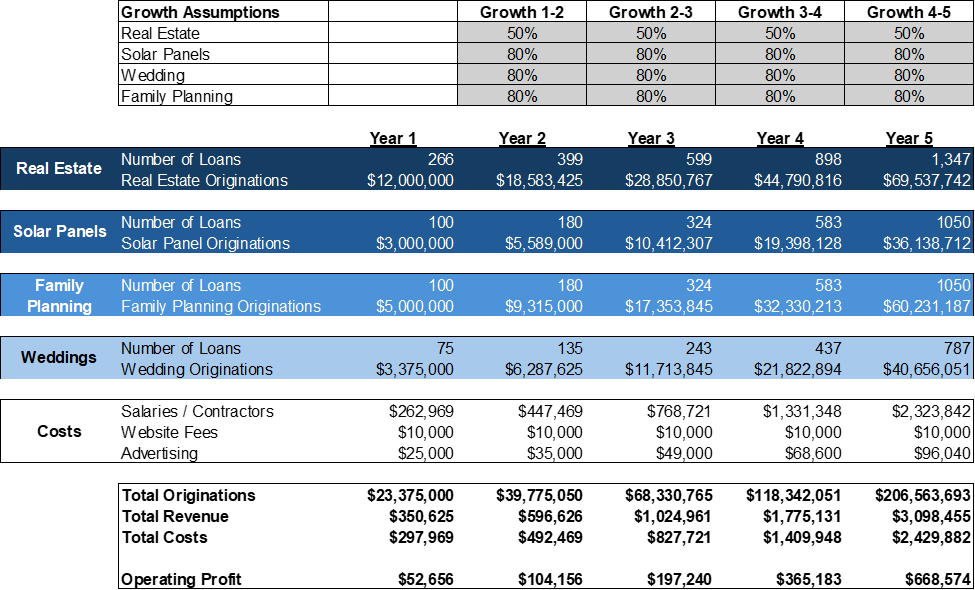 Growth Assumptions Growth 1-2 Growth 2-3 Growth 3-4 Growth 4-5
Real Estate 50% 50% 50% 50%
Solar Panels 80% 80% 80% 80%
Wedding 80% 80% 80% 80%
Family Planning 80% 80% 80% 80%
Year 1 Year 2 Year 3 Year 4 Year 5
Real Estate
Number of Loans 266 399 599 898 1,347
Real Estate Originations $12,000,000 $18,583,425 $28,850,767 $44,790,816 $69,537,742
Solar Panels
Number of Loans 100 180 324 583 1050
Solar Panel Originations $3,000,000 $5,589,000 $10,412,307 $19,398,128 $36,138,712
Family
Planning
Number of Loans 100 180 324 583 1050
Family Planning Originations $5,000,000 $9,315,000 $17,353,845 $32,330,213 $60,231,187
Weddings
Number of Loans 75 135 243 437 787
Wedding Originations $3,375,000 $6,287,625 $11,713,845 $21,822,894 $40,656,051
Costs
Salaries / Contractors $262,969 $447,469 $768,721 $1,331,348 $2,323,842
Website Fees $10,000 $10,000 $10,000 $10,000 $10,000
Advertising $25,000 $35,000 $49,000 $68,600 $96,040
Total Originations $23,375,000 $39,775,050 $68,330,765 $118,342,051 $206,563,693
Total Revenue $350,625 $596,626 $1,024,961 $1,775,131 $3,098,455
Total Costs $297,969 $492,469 $827,721 $1,409,948 $2,429,882
Operating Profit $52,656 $104,156 $197,240 $365,183 $668,574